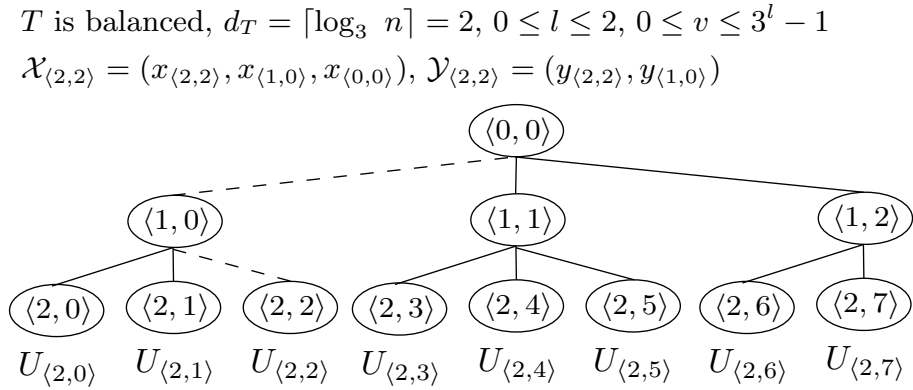 T is balanced, d_T = ⌈log₃ n⌉ = 2, 0 ≤ l ≤ 2, 0 ≤ v ≤ 3^l − 1
𝒳_⟨2,2⟩ = (x_⟨2,2⟩, x_⟨1,0⟩, x_⟨0,0⟩), 𝒴_⟨2,2⟩ = (y_⟨2,2⟩, y_⟨1,0⟩)
⟨0, 0⟩
⟨1, 0⟩ ⟨1, 1⟩ ⟨1, 2⟩
⟨2, 0⟩ ⟨2, 1⟩ ⟨2, 2⟩ ⟨2, 3⟩ ⟨2, 4⟩ ⟨2, 5⟩ ⟨2, 6⟩ ⟨2, 7⟩
U_⟨2,0⟩ U_⟨2,1⟩ U_⟨2,2⟩ U_⟨2,3⟩ U_⟨2,4⟩ U_⟨2,5⟩ U_⟨2,6⟩ U_⟨2,7⟩